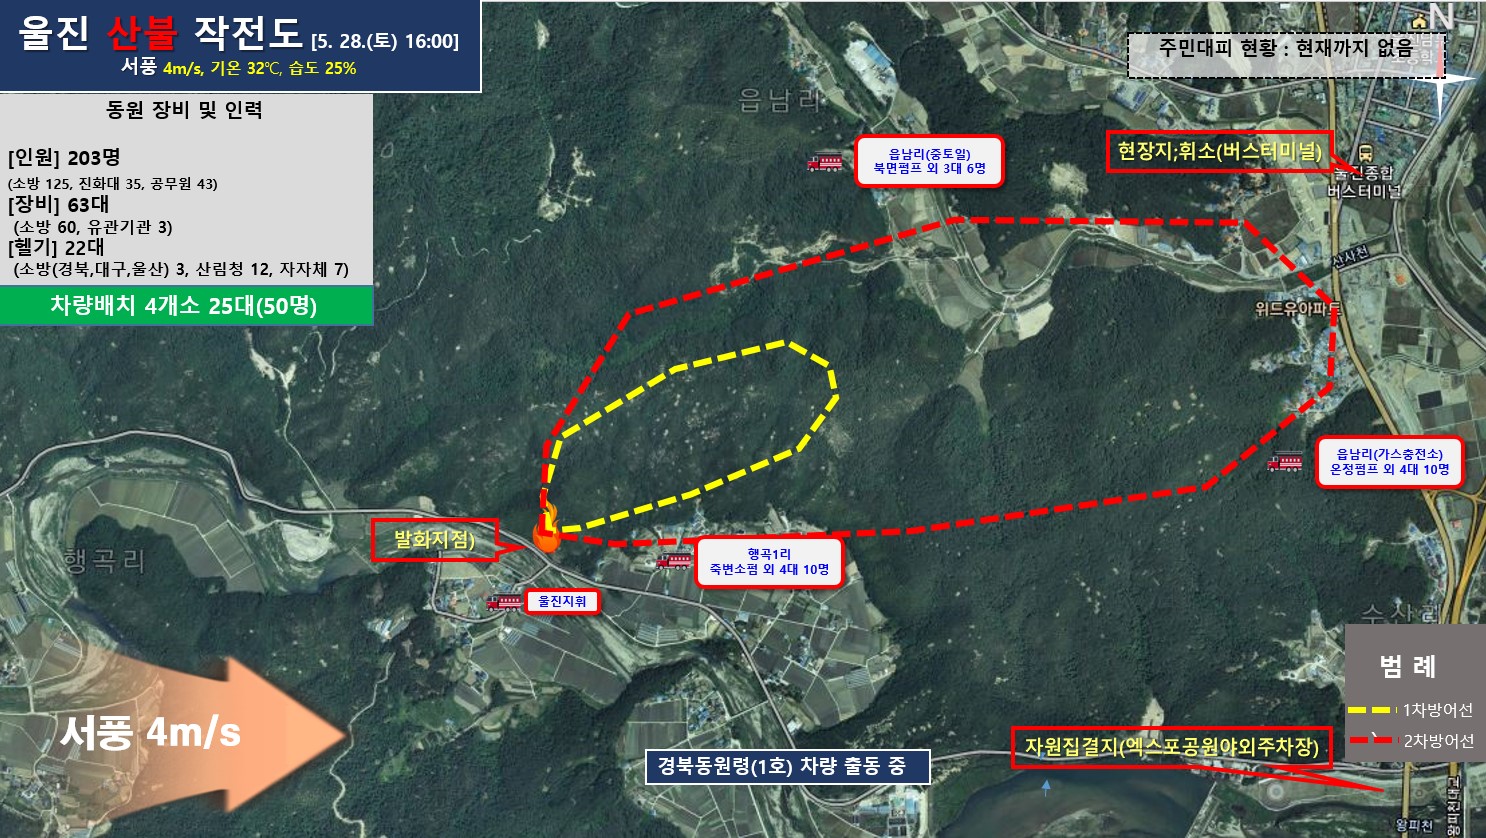 울진 산불 작전도 [5. 28.(토) 16:00]
서풍 4m/s, 기온 32℃, 습도 25%
동원 장비 및 인력
[인원] 203명
(소방 125, 진화대 35, 공무원 43)
[장비] 63대
(소방 60, 유관기관 3)
[헬기] 22대
(소방(경북,대구,울산) 3, 산림청 12, 자자체 7)
차량배치 4개소 25대(50명)
N
주민대피 현황 : 현재까지 없음
읍남리
읍남리(중토일)
북면펌프 외 3대 6명
현장지;휘소(버스터미널)
울진종합
버스터미널
산사천
위드유아파트
읍남리(가스충전소)
온정펌프 외 4대 10명
발화지점)
행곡리
행곡1리
죽변소펌 외 4대 10명
울진지휘
수산리
범 례
1차방어선
2차방어선
서풍 4m/s
자원집결지(엑스포공원야외주차장)
경북동원령(1호) 차량 출동 중
왕피천
왕피천대교